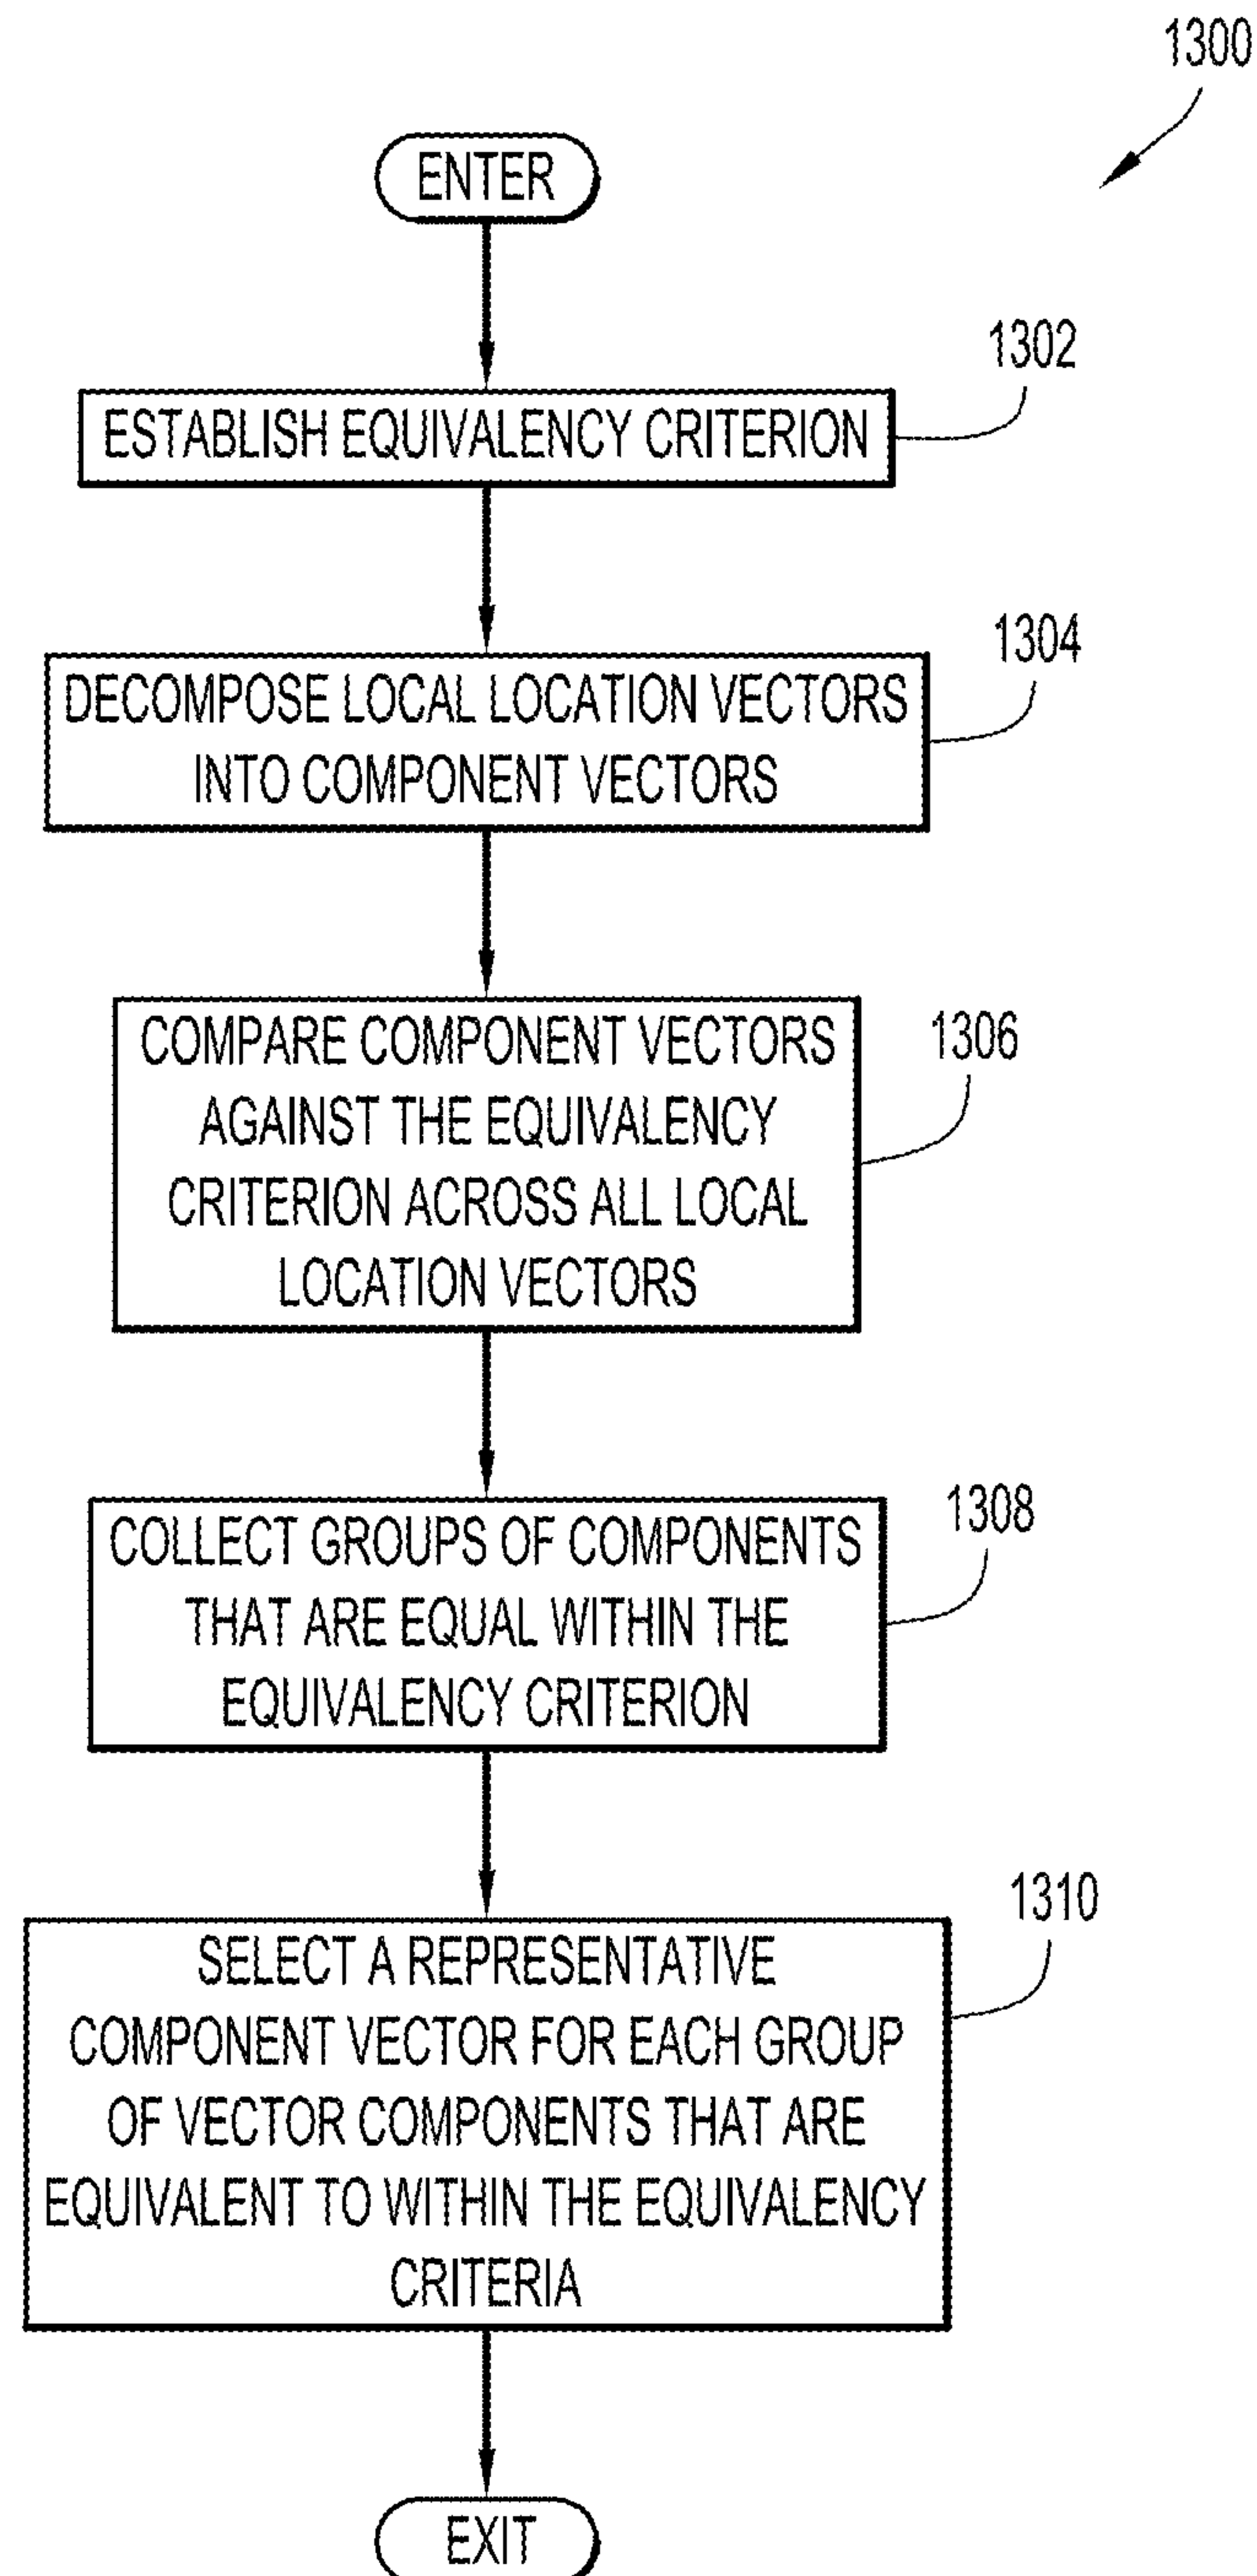 1300
ENTER
1302
ESTABLISH EQUIVALENCY CRITERION
1304
DECOMPOSE LOCAL LOCATION VECTORS
INTO COMPONENT VECTORS
1306
COMPARE COMPONENT VECTORS
AGAINST THE EQUIVALENCY
CRITERION ACROSS ALL LOCAL
LOCATION VECTORS
1308
COLLECT GROUPS OF COMPONENTS
THAT ARE EQUAL WITHIN THE
EQUIVALENCY CRITERION
1310
SELECT A REPRESENTATIVE
COMPONENT VECTOR FOR EACH GROUP
OF VECTOR COMPONENTS THAT ARE
EQUIVALENT TO WITHIN THE EQUIVALENCY
CRITERIA
EXIT